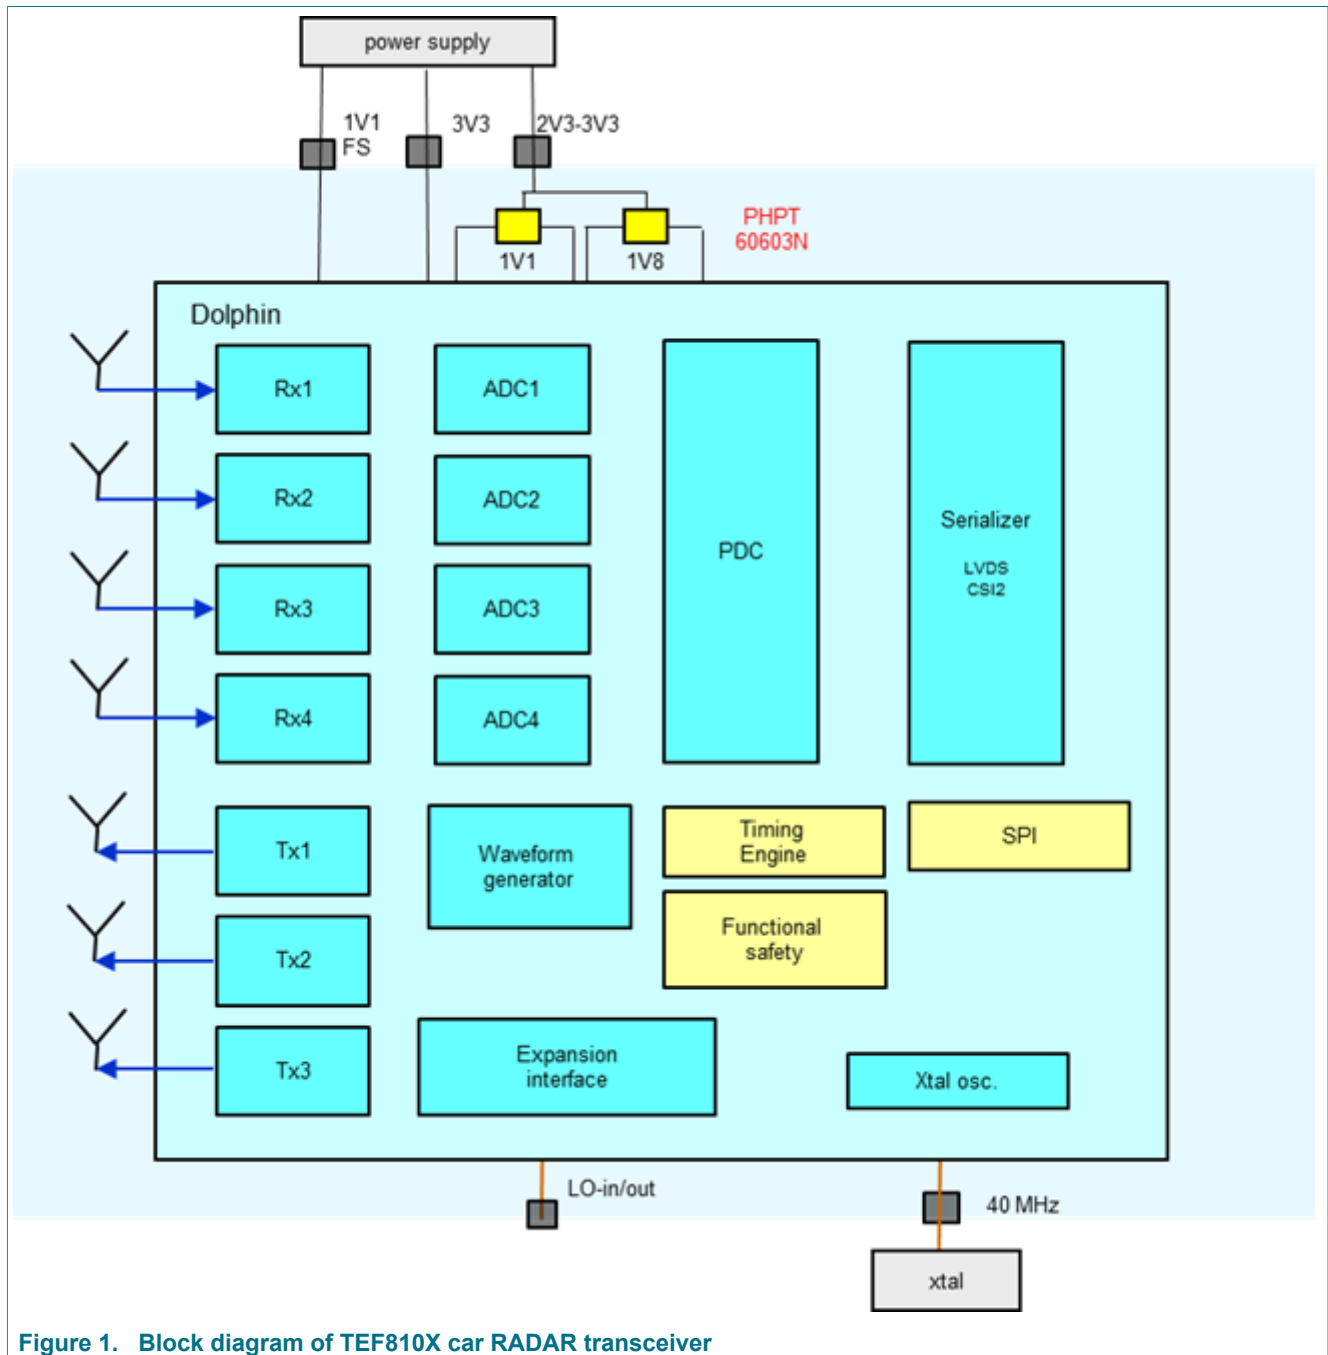 power supply
1V1
FS
3V3
2V3-3V3
PHPT
60603N
1V1
1V8
Dolphin
Rx1
ADC1
Rx2
ADC2
PDC
Serializer
LVDS
CSI2
Rx3
ADC3
Rx4
ADC4
Tx1
Waveform
generator
Timing
Engine
SPI
Functional
safety
Tx2
Tx3
Expansion
interface
Xtal osc.
LO-in/out
40 MHz
xtal
Figure 1. Block diagram of TEF810X car RADAR transceiver